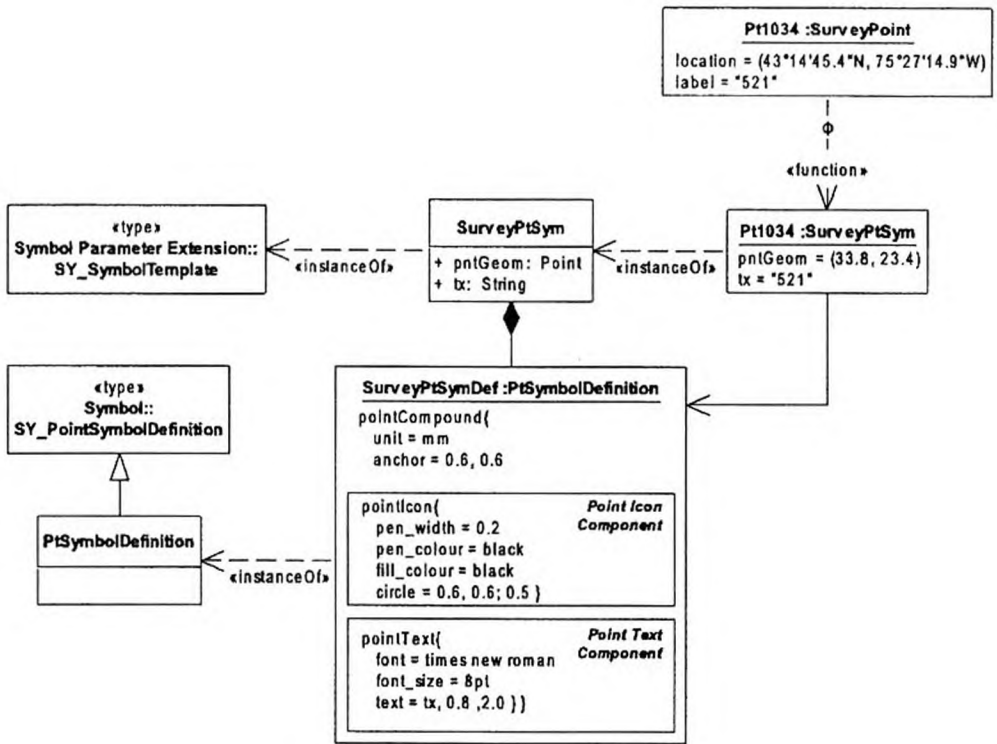 Pt1034 :SurveyPoint
location = (43°14'45.4"N, 75°27'14.9"W)
label = "521"
Φ
«function»
«type»
Symbol Parameter Extension::
SY_SymbolTemplate
«instanceOf»
SurveyPtSym
+ pntGeom: Point
+ tx: String
«instanceOf»
Pt1034 :SurveyPtSym
pntGeom = (33.8, 23.4)
tx = "521"
«type»
Symbol::
SY_PointSymbolDefinition
PtSymbolDefinition
«instanceOf»
SurveyPtSymDef :PtSymbolDefinition
pointCompound{
unit = mm
anchor = 0.6, 0.6
pointIcon{
Point Icon
Component
pen_width = 0.2
pen_colour = black
fill_colour = black
circle = 0.6, 0.6; 0.5 }
pointText{
Point Text
Component
font = times new roman
font_size = 8pt
text = tx, 0.8 ,2.0 } }